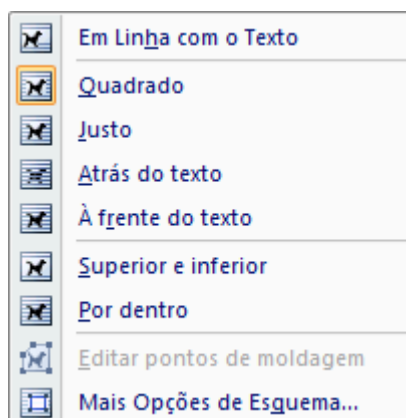 Em Linha com o Texto
Quadrado
Justo
Atrás do texto
À frente do texto
Superior e inferior
Por dentro
Editar pontos de moldagem
Mais Opções de Esquema...